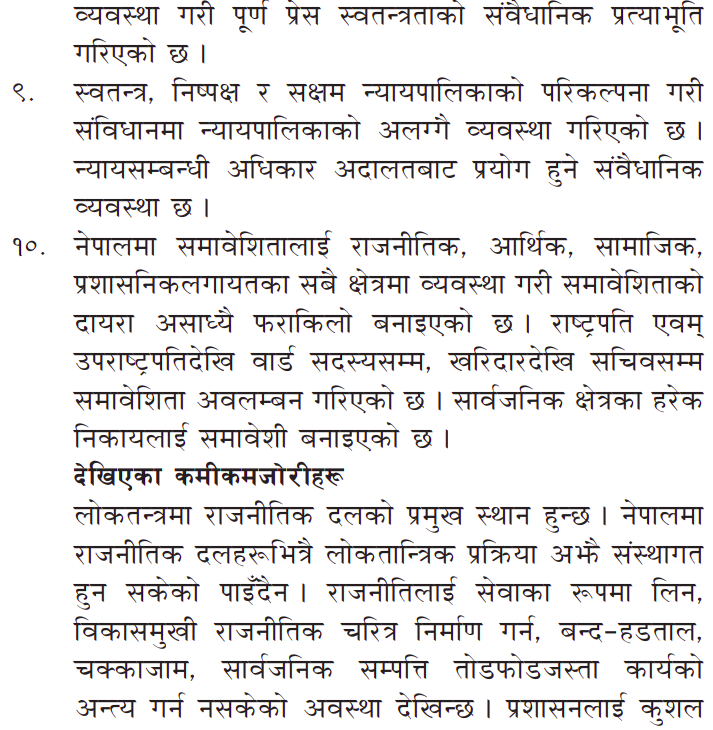 व्यवस्था गरी पूर्ण प्रेस स्वतन्त्रताको संवैधानिक प्रत्याभूति
गरिएको छ ।
९. स्वतन्त्र, निष्पक्ष र सक्षम न्यायपालिकाको परिकल्पना गरी
संविधानमा न्यायपालिकाको अलग्गै व्यवस्था गरिएको छ ।
न्यायसम्बन्धी अधिकार अदालतबाट प्रयोग हुने संवैधानिक
व्यवस्था छ ।
१०. नेपालमा समावेशितालाई राजनीतिक, आर्थिक, सामाजिक,
प्रशासनिकलगायतका सबै क्षेत्रमा व्यवस्था गरी समावेशिताको
दायरा असाध्यै फराकिलो बनाइएको छ । राष्ट्रपति एवम्
उपराष्ट्रपतिदेखि वार्ड सदस्यसम्म, खरिदारदेखि सचिवसम्म
समावेशिता अवलम्बन गरिएको छ । सार्वजनिक क्षेत्रका हरेक
निकायलाई समावेशी बनाइएको छ ।
देखिएका कमीकमजोरीहरू
लोकतन्त्रमा राजनीतिक दलको प्रमुख स्थान हुन्छ । नेपालमा
राजनीतिक दलहरूभित्रै लोकतान्त्रिक प्रक्रिया अझै संस्थागत
हुन सकेको पाइँदैन । राजनीतिलाई सेवाका रूपमा लिन,
विकासमुखी राजनीतिक चरित्र निर्माण गर्न, बन्द-हडताल,
चक्काजाम, सार्वजनिक सम्पत्ति तोडफोडजस्ता कार्यको
अन्त्य गर्न नसकेको अवस्था देखिन्छ । प्रशासनलाई कुशल